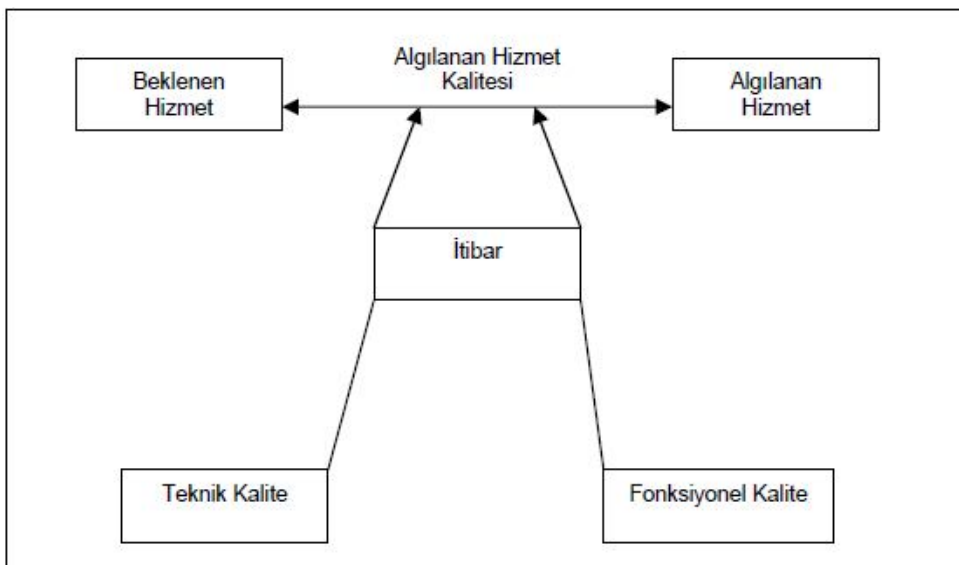 Algılanan Hizmet
Kalitesi
Beklenen
Hizmet
Algılanan
Hizmet
İtibar
Teknik Kalite
Fonksiyonel Kalite